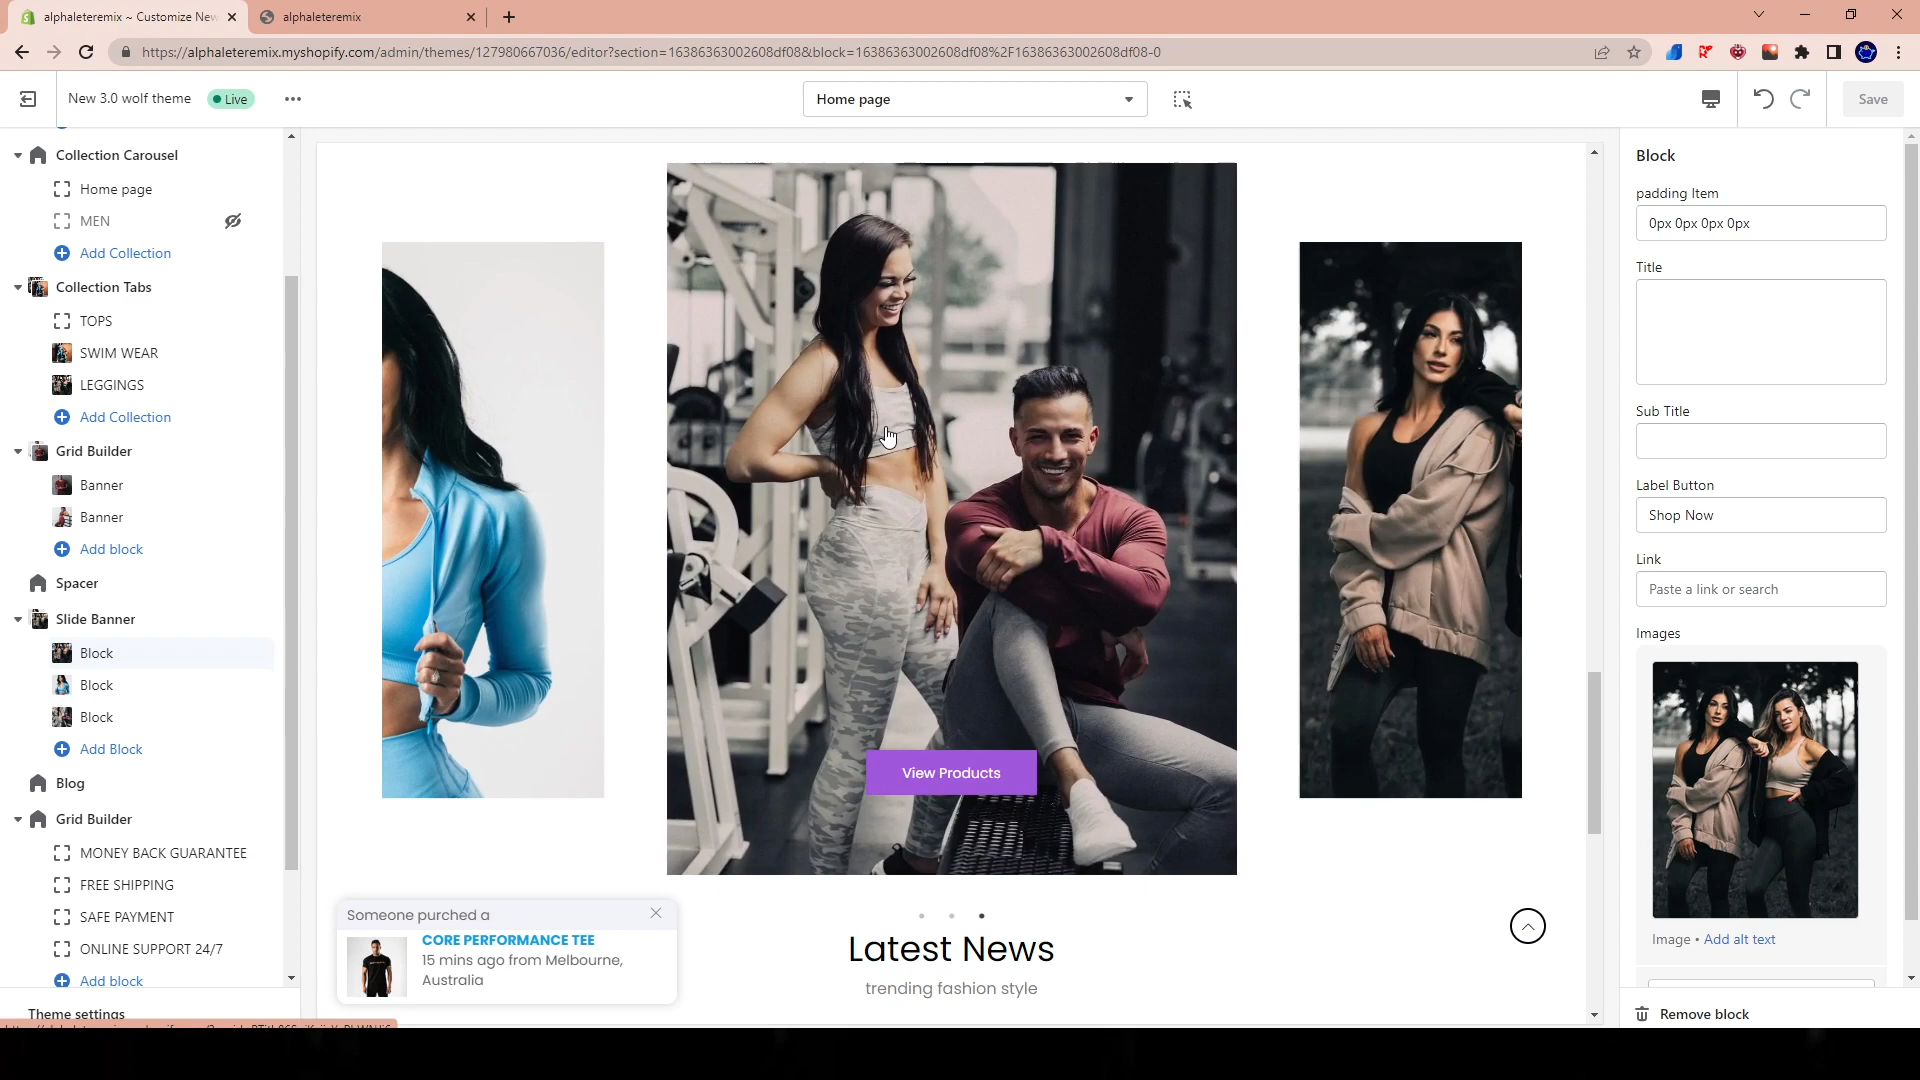 alphaleteremix ~ Customize New
alphaleteremix
https://alphaleteremix.myshopify.com/admin/themes/127980667036/editor?section=16386363002608df08&block=16386363002608df08%2F16386363002608df08-0
New 3.0 wolf theme
Live
Home page
Save
Collection Carousel
Home page
MEN
Add Collection
Collection Tabs
TOPS
SWIM WEAR
LEGGINGS
Add Collection
Grid Builder
Banner
Banner
Add block
Spacer
Slide Banner
Block
Block
Block
Add Block
Blog
Grid Builder
MONEY BACK GUARANTEE
FREE SHIPPING
SAFE PAYMENT
ONLINE SUPPORT 24/7
Add block
Theme settings
View Products
Someone purched a
CORE PERFORMANCE TEE
15 mins ago from Melbourne,
Australia
Latest News
trending fashion style
Block
padding Item
0px 0px 0px 0px
Title
Sub Title
Label Button
Shop Now
Link
Paste a link or search
Images
Image • Add alt text
Remove block